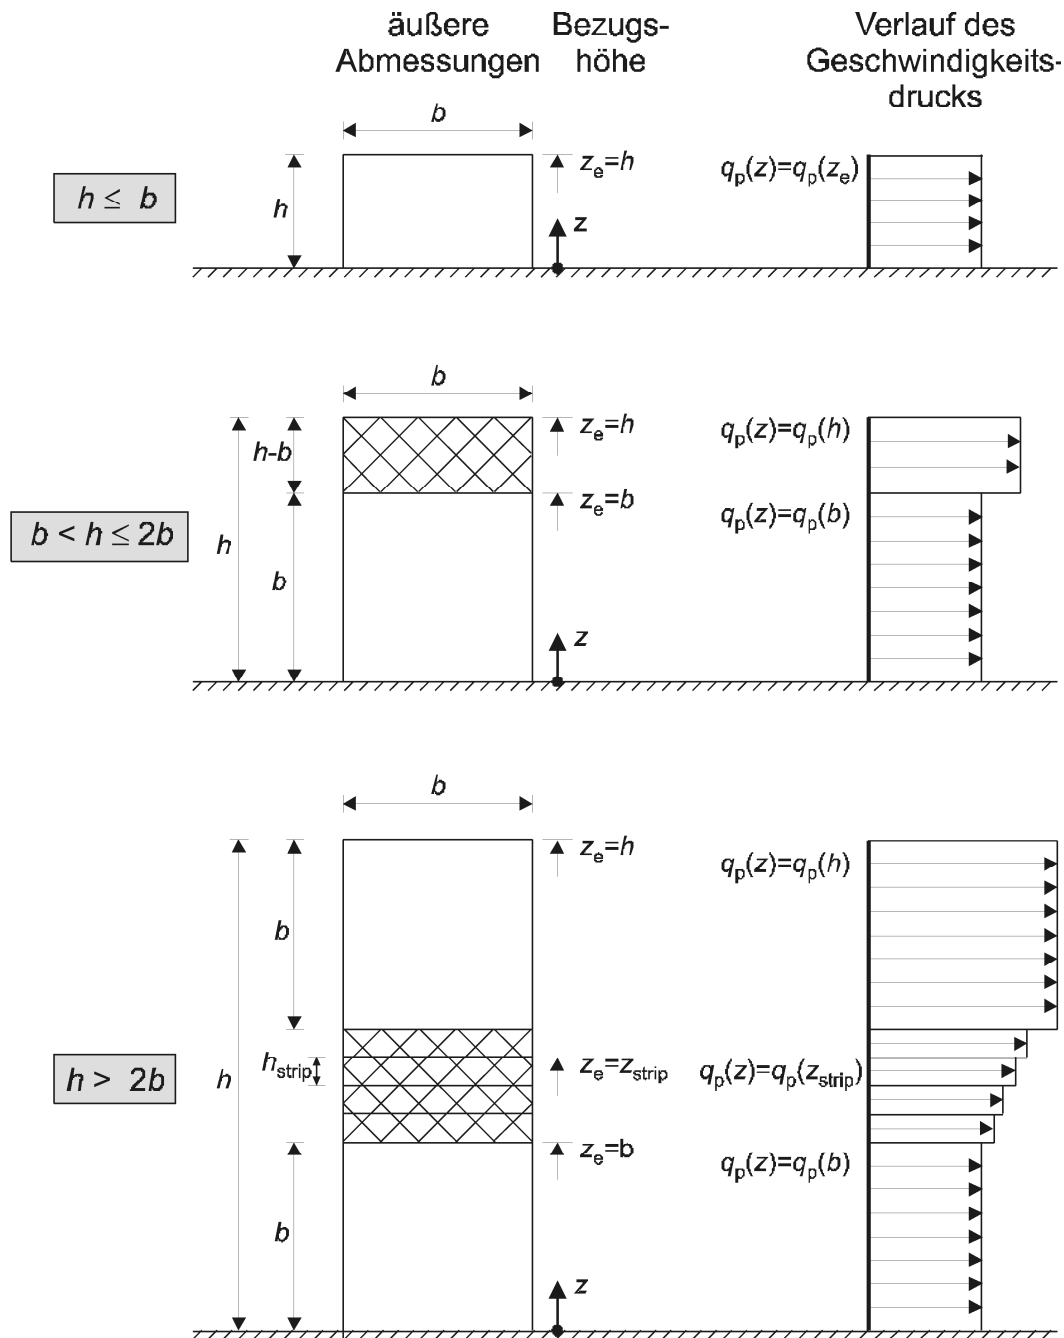 äußere
Abmessungen
Bezugs-
höhe
Verlauf des
Geschwindigkeits-
drucks
h ≤ b
b
h
z_e=h
z
q_p(z)=q_p(z_e)
b < h ≤ 2b
b
h-b
h
b
z_e=h
z_e=b
z
q_p(z)=q_p(h)
q_p(z)=q_p(b)
h > 2b
b
b
h
h_strip
b
z_e=h
z_e=z_strip
z_e=b
z
q_p(z)=q_p(h)
q_p(z)=q_p(z_strip)
q_p(z)=q_p(b)